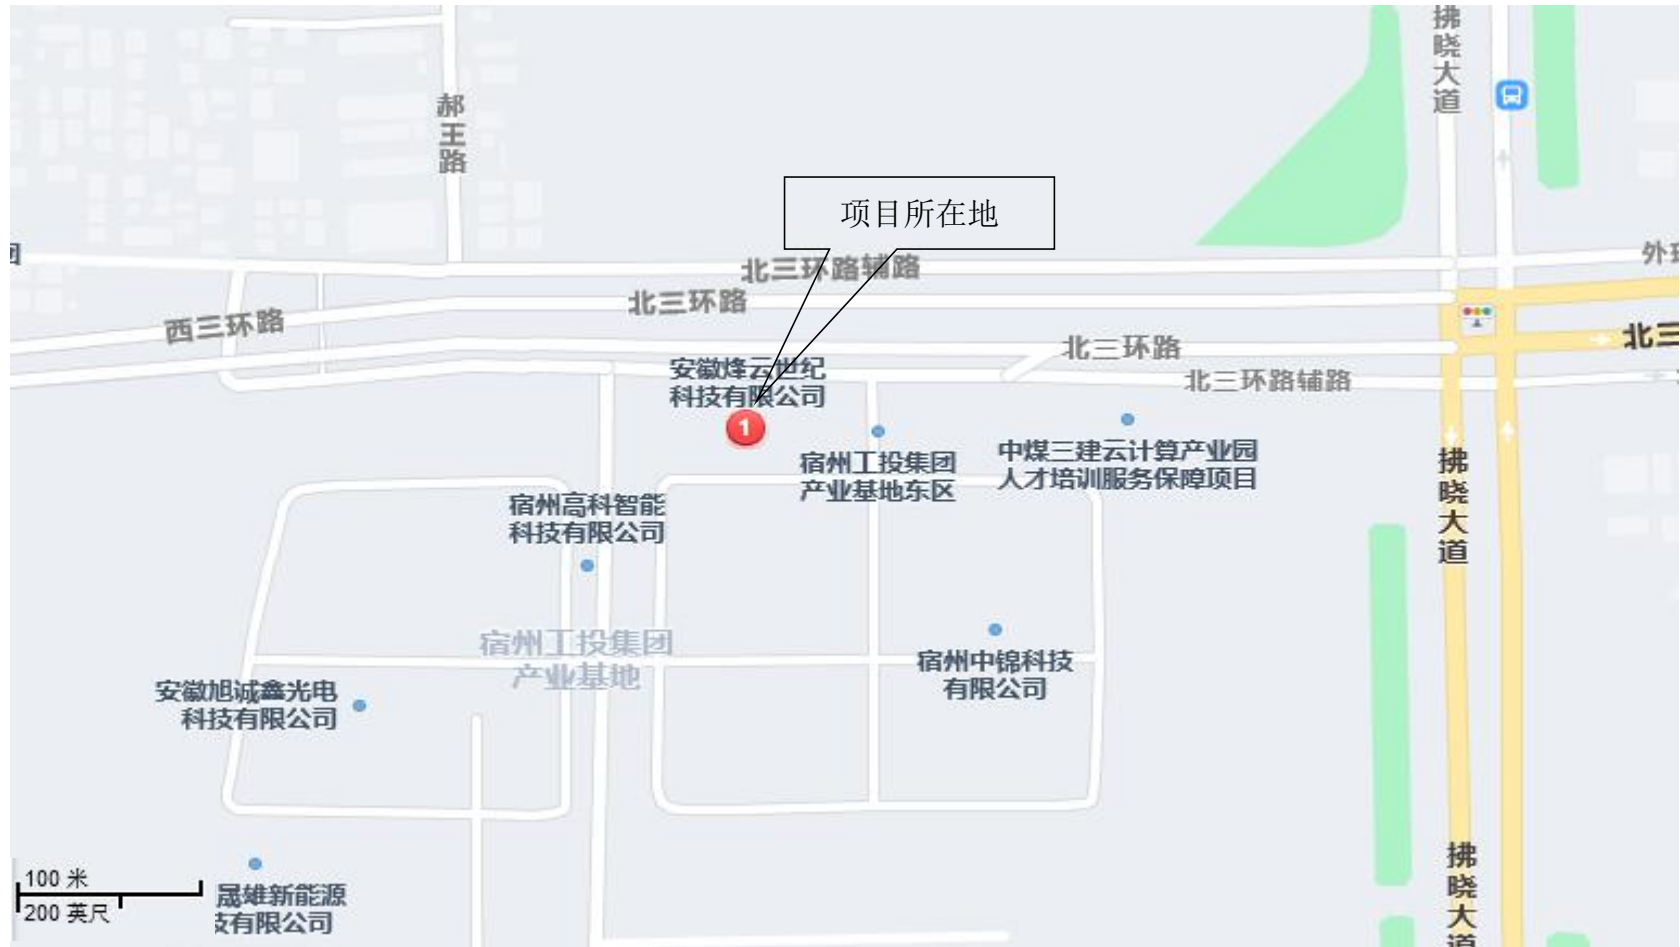 拂晓大道
郝王路
项目所在地
北三环路辅路
外环
北三环路
西三环路
北三
北三环路
安徽烽云世纪
科技有限公司
北三环路辅路
1
宿州工投集团
产业基地东区
中煤三建云计算产业园
人才培训服务保障项目
拂晓大道
宿州高科智能
科技有限公司
宿州工投集团
产业基地
宿州中锦科技
有限公司
安徽旭诚鑫光电
科技有限公司
拂晓大道
100 米
200 英尺
晟雄新能源
技有限公司